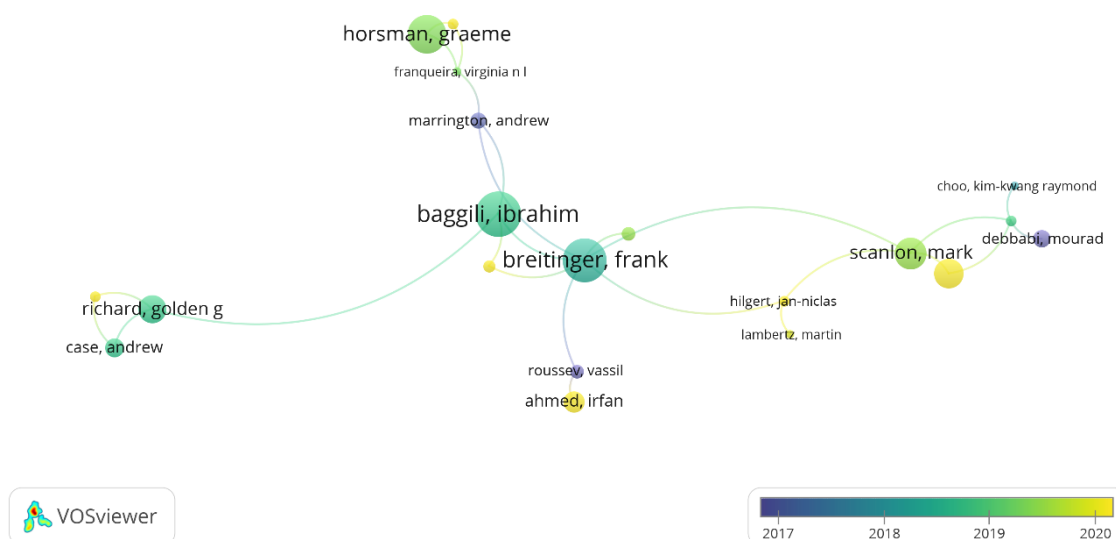 horsman, graeme
franqueira, virginia n l
marrington, andrew
choo, kim-kwang raymond
baggili, ibrahim
debbabi, mourad
scanlon, mark
breitinger, frank
hilgert, jan-niclas
richard, golden g
lambertz, martin
case, andrew
roussev, vassil
ahmed, irfan
VOSviewer
2017 2018 2019 2020